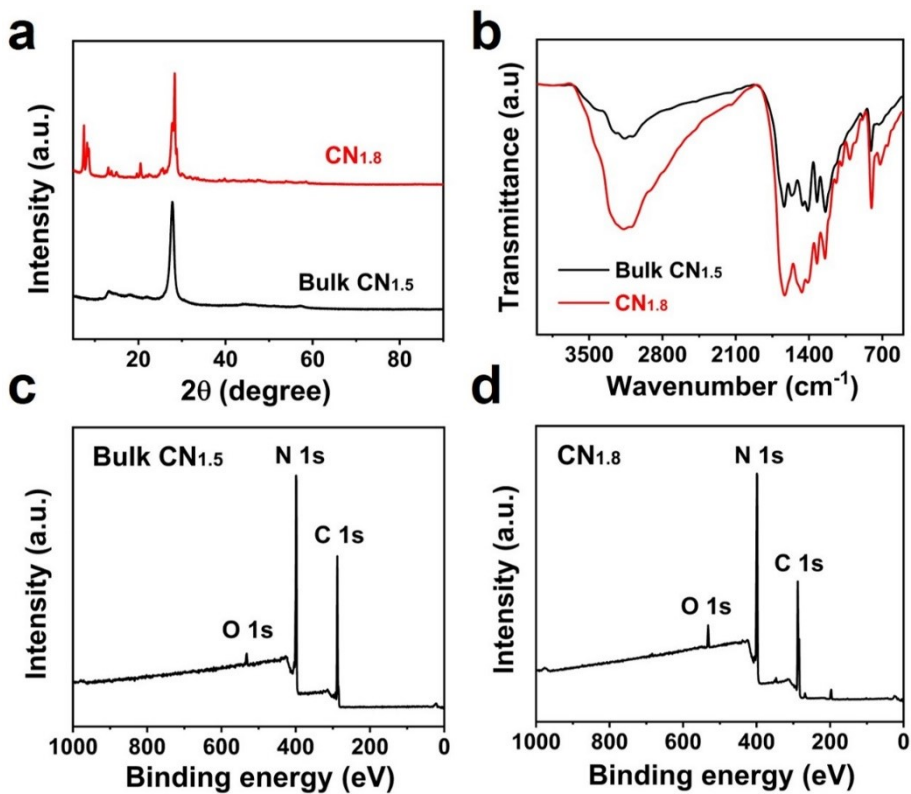 a
Intensity (a.u.)
CN1.8
Bulk CN1.5
20 40 60 80
2θ (degree)
b
Transmittance (a.u)
Bulk CN1.5
CN1.8
3500 2800 2100 1400 700
Wavenumber (cm-1)
c
Intensity (a.u.)
Bulk CN1.5
N 1s
C 1s
O 1s
1000 800 600 400 200 0
Binding energy (eV)
d
Intensity (a.u.)
CN1.8
N 1s
C 1s
O 1s
1000 800 600 400 200 0
Binding energy (eV)